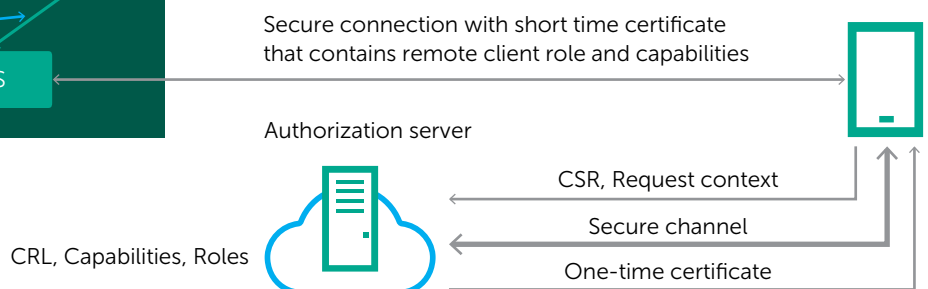 Secure connection with short time certificate
that contains remote client role and capabilities
S
Authorization server
CSR, Request context
Secure channel
CRL, Capabilities, Roles
One-time certificate